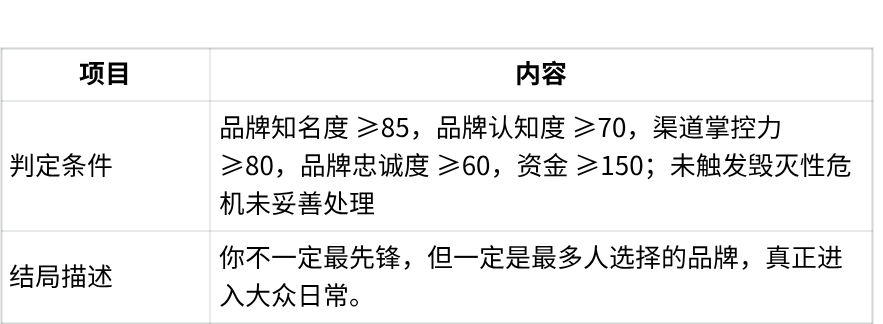 项目
内容
判定条件
品牌知名度 ≥85，品牌认知度 ≥70，渠道掌控力
≥80，品牌忠诚度 ≥60，资金 ≥150；未触发毁灭性危
机未妥善处理
结局描述
你不一定最先锋，但一定是最多人选择的品牌，真正进
入大众日常。